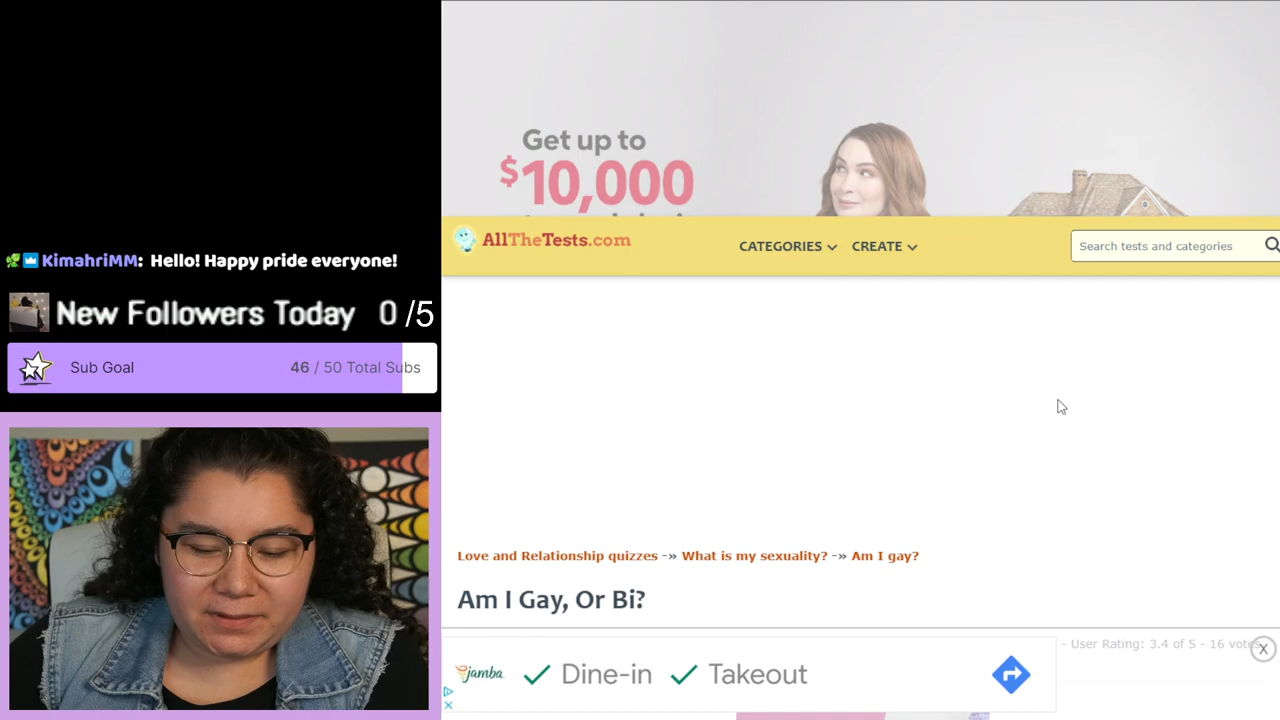 KimahriMM: Hello! Happy pride everyone!
New Followers Today 0 /5
Sub Goal 46 / 50 Total Subs
Get up to
$10,000
AllTheTests.com
CATEGORIES CREATE
Search tests and categories
Love and Relationship quizzes -» What is my sexuality? -» Am I gay?
Am I Gay, Or Bi?
- User Rating: 3.4 of 5 - 16 votes
jamba
Dine-in Takeout
X